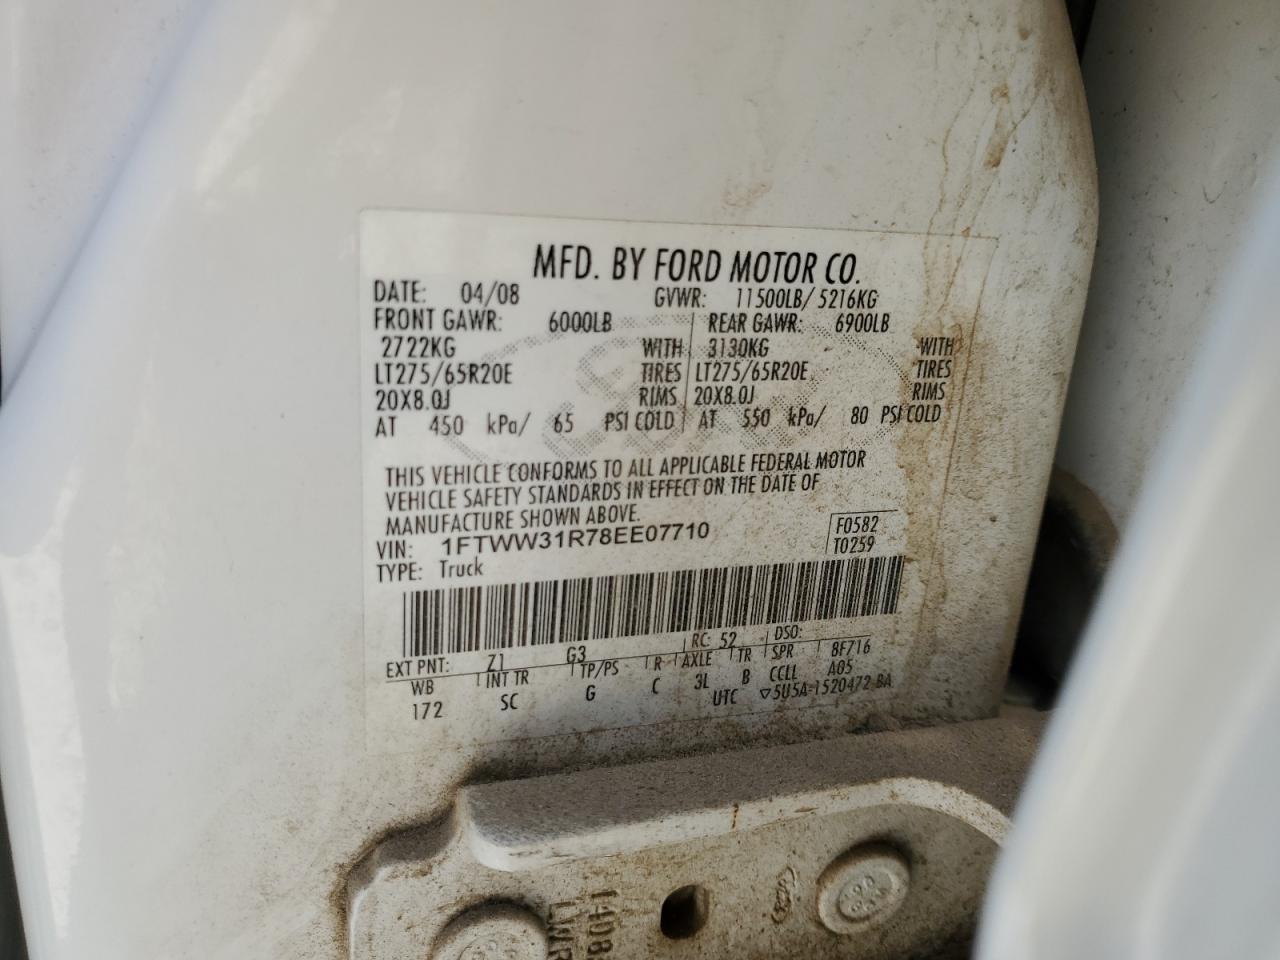 MFD. BY FORD MOTOR CO.
DATE: 04/08 GVWR: 11500LB/ 5216KG
FRONT GAWR: 6000LB REAR GAWR: 6900LB
2722KG WITH 3130KG WITH
LT275/65R20E TIRES LT275/65R20E TIRES
20X8.0J RIMS 20X8.0J RIMS
AT 450 kPa/ 65 PSI COLD AT 550 kPa/ 80 PSI COLD
THIS VEHICLE CONFORMS TO ALL APPLICABLE FEDERAL MOTOR
VEHICLE SAFETY STANDARDS IN EFFECT ON THE DATE OF
MANUFACTURE SHOWN ABOVE.
VIN: 1FTWW31R78EE07710 F0582
TYPE: Truck T0259
EXT PNT: Z1 G3 RC: 52 DSO:
WB INT TR TP/PS R AXLE TR SPR 8F716
172 SC G C 3L B CCLL A05
UTC ▽5U5A-1520472-BA